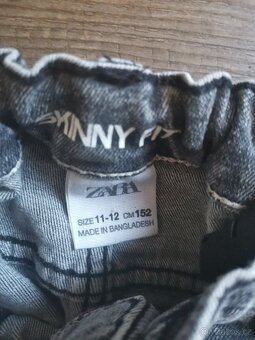 SKINNY FIT
ZARA
SIZE 11-12 CM 152
MADE IN BANGLADESH